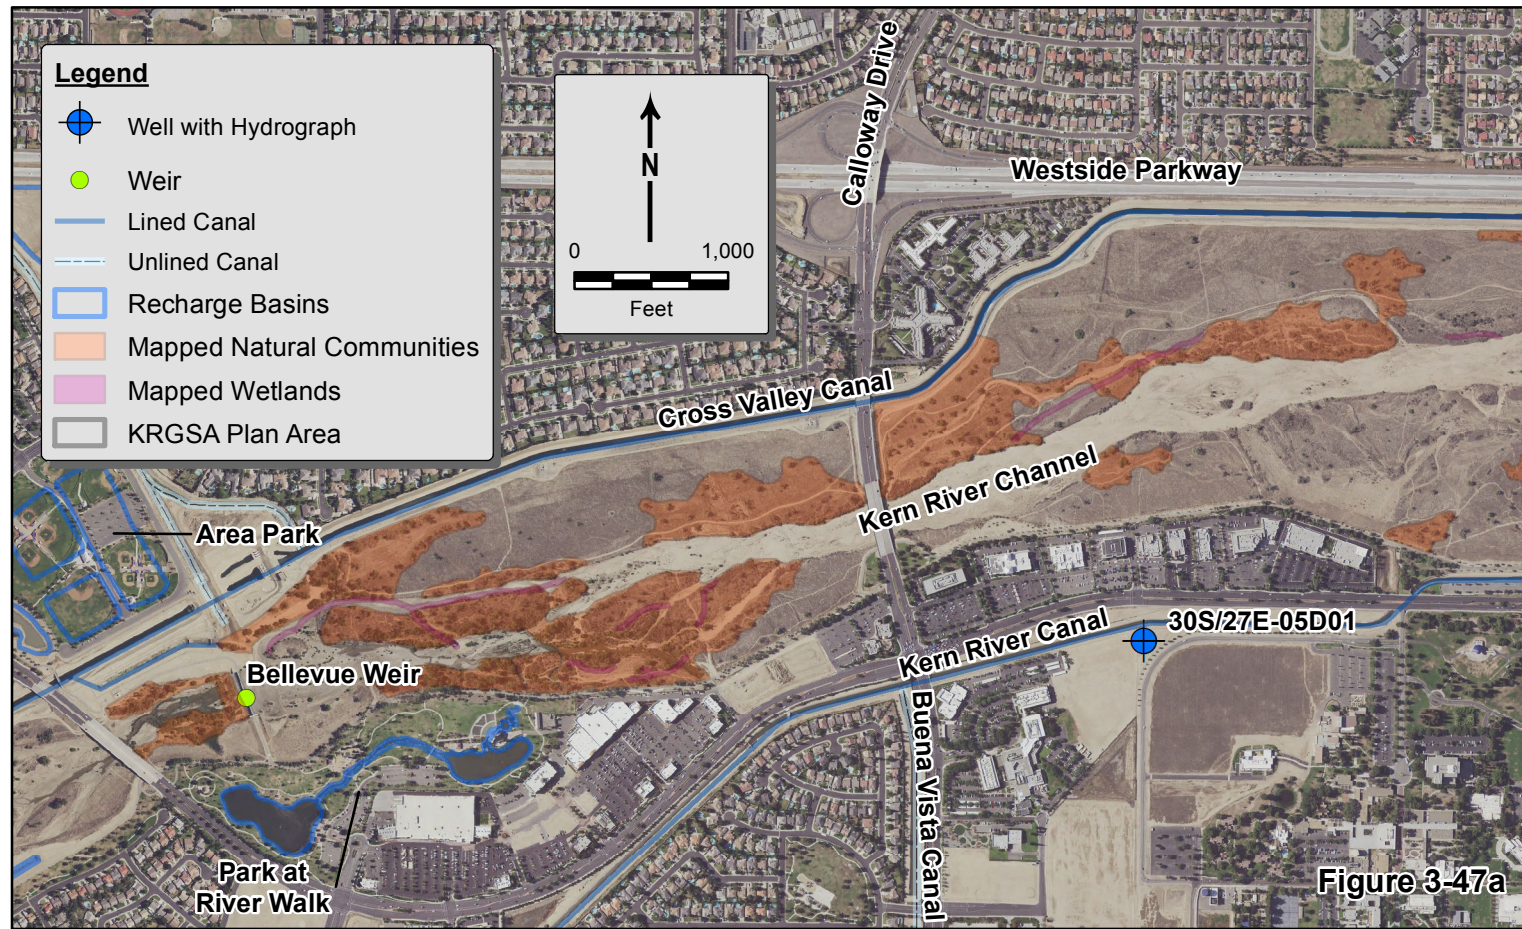 Legend
Well with Hydrograph
Weir
Lined Canal
Unlined Canal
Recharge Basins
Mapped Natural Communities
Mapped Wetlands
KRGSA Plan Area
N
0 1,000
Feet
Calloway Drive
Westside Parkway
Cross Valley Canal
Kern River Channel
Area Park
30S/27E-05D01
Kern River Canal
Bellevue Weir
Buena Vista Canal
Park at
River Walk
Figure 3-47a